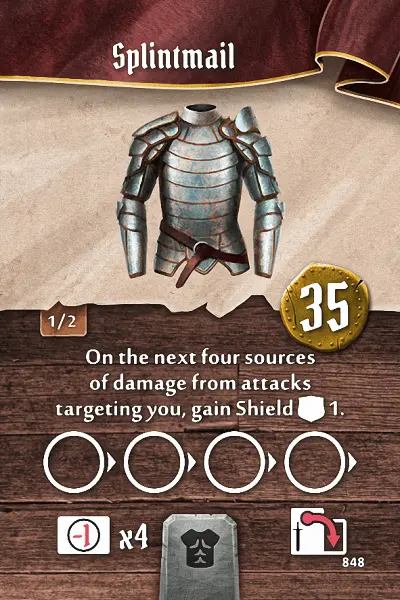 Splintmail
35
1/2
On the next four sources
of damage from attacks
targeting you, gain Shield 1.
-1 x4
848